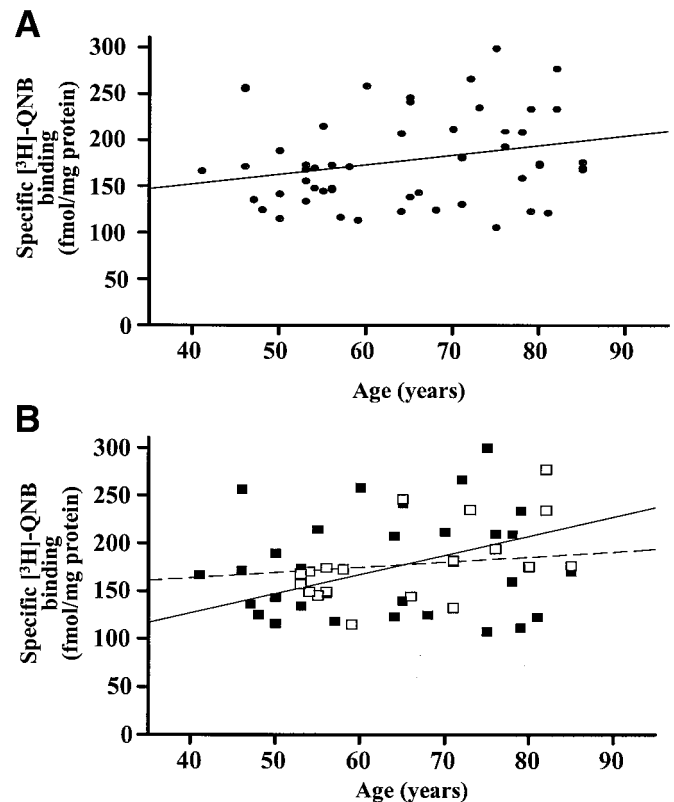 A
Specific [³H]-QNB
binding
(fmol/mg protein)
300
250
200
150
100
50
0
40 50 60 70 80 90
Age (years)
B
Specific [³H]-QNB
binding
(fmol/mg protein)
300
250
200
150
100
50
0
40 50 60 70 80 90
Age (years)